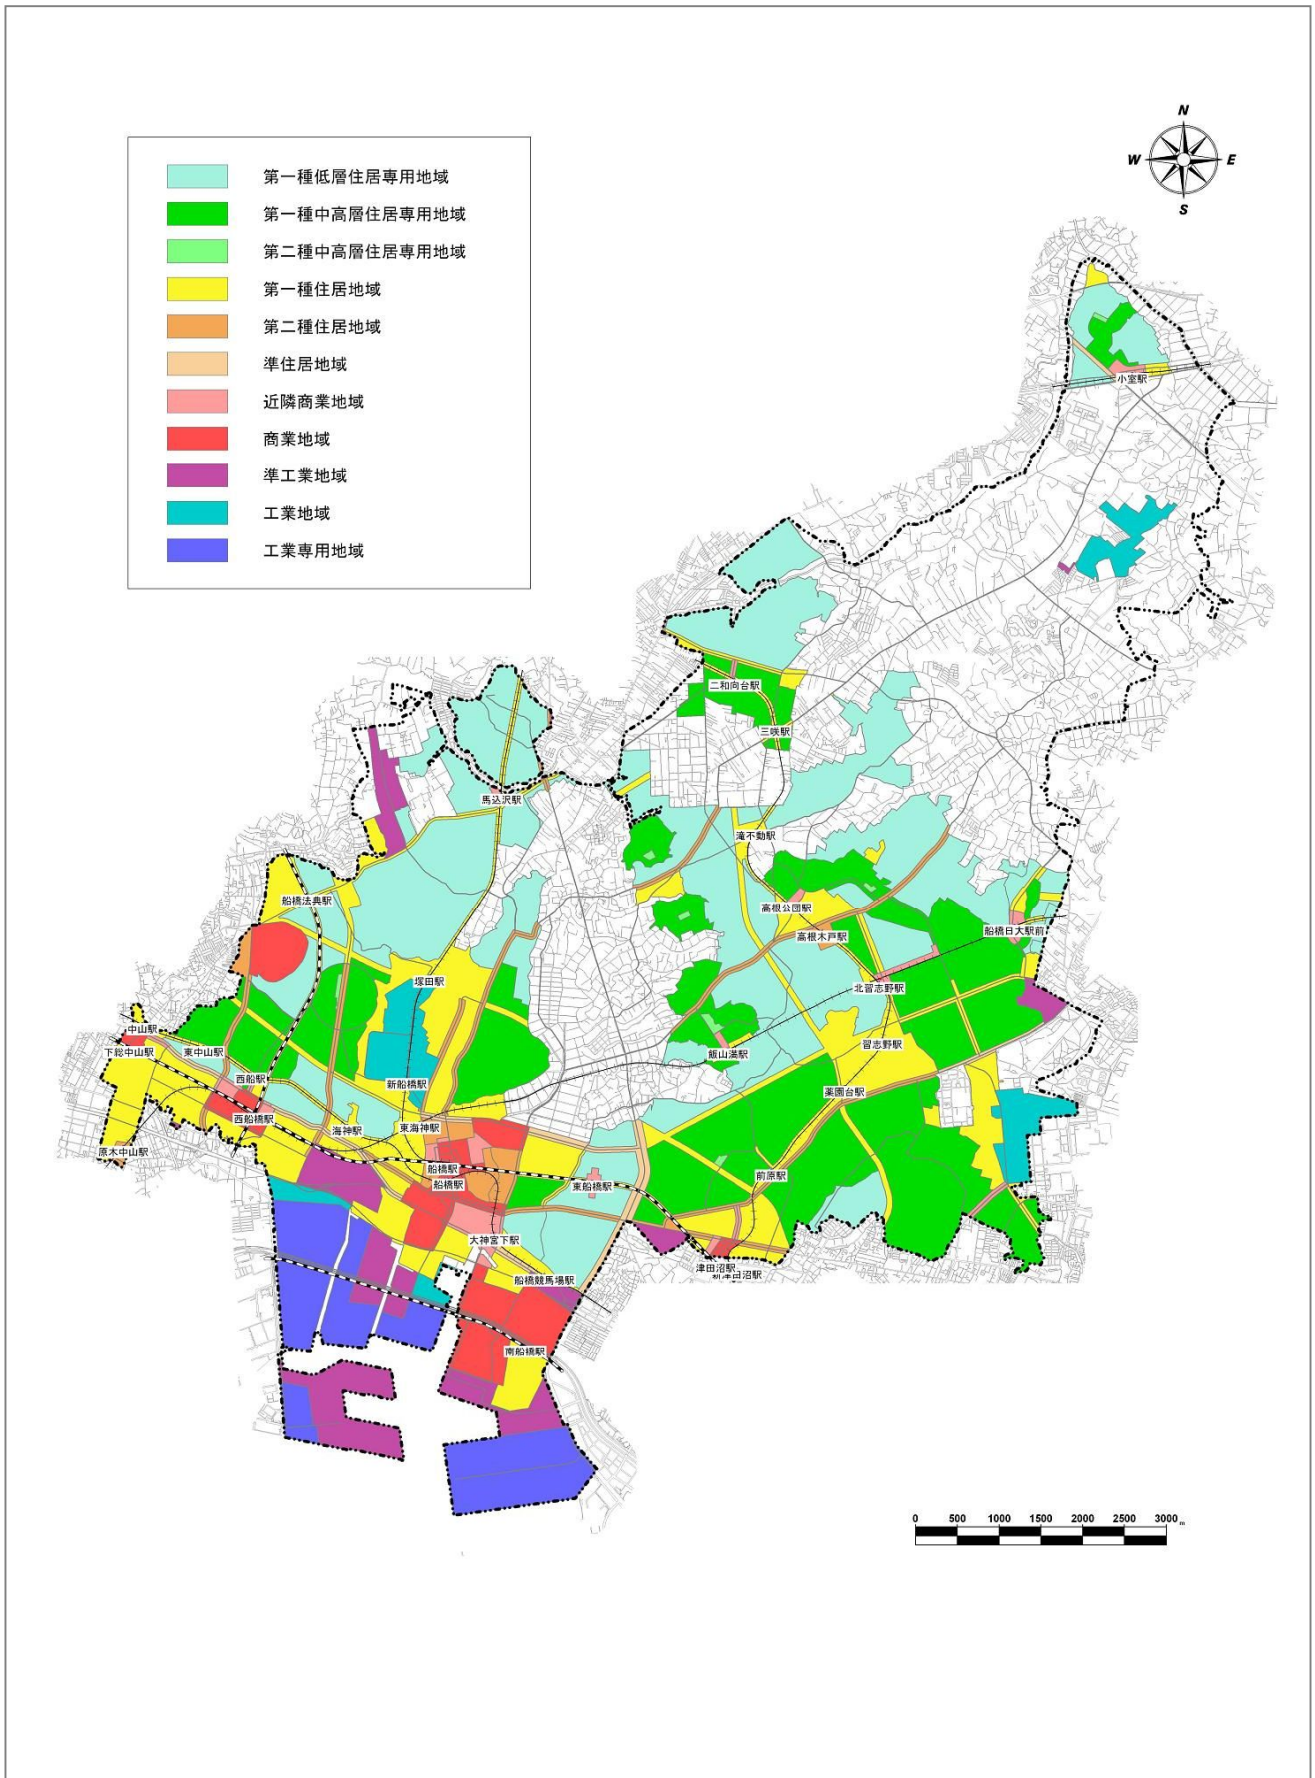 N
W
E
S
第一種低層住居専用地域
第一種中高層住居専用地域
第二種中高層住居専用地域
第一種住居地域
第二種住居地域
準住居地域
近隣商業地域
商業地域
準工業地域
工業地域
工業専用地域
小室駅
二和向台駅
三咲駅
馬込沢駅
滝不動駅
船橋法典駅
高根公団駅
船橋日大駅前
高根木戸駅
塚田駅
北習志野駅
中山駅
下総中山駅
東中山駅
習志野駅
飯山満駅
西船駅
新船橋駅
薬園台駅
西船橋駅
海神駅
東海神駅
原木中山駅
船橋駅
前原駅
船橋駅
東船橋駅
大神宮下駅
津田沼駅
新津田沼駅
船橋競馬場駅
南船橋駅
0 500 1000 1500 2000 2500 3000 m